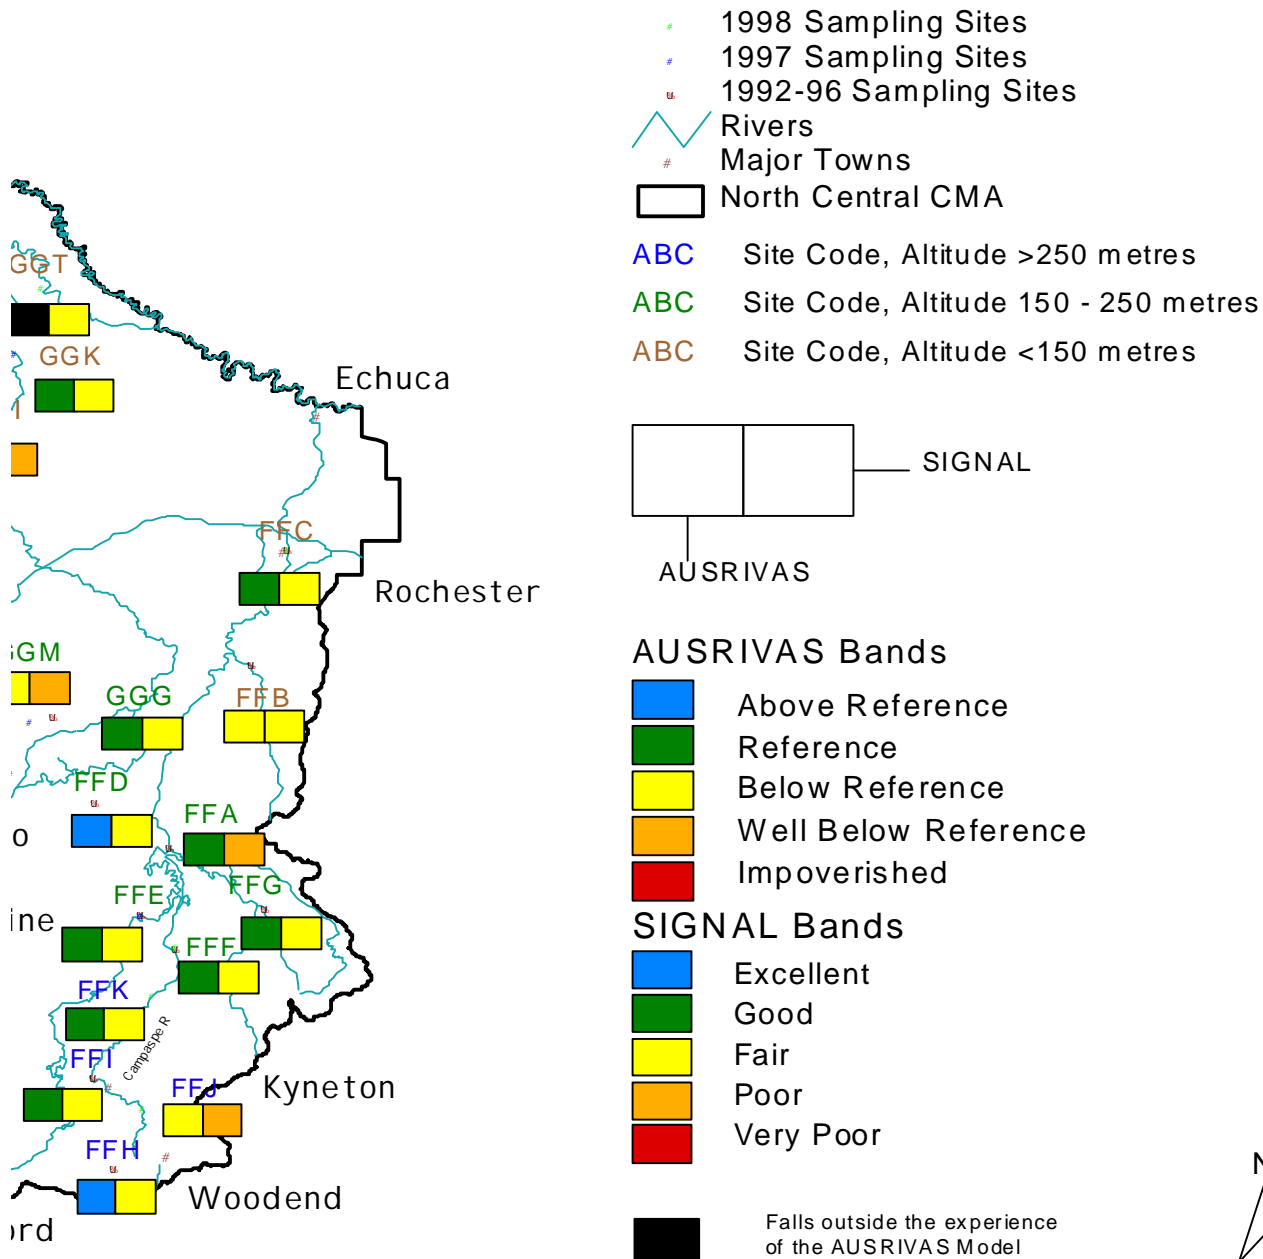 1998 Sampling Sites
1997 Sampling Sites
1992-96 Sampling Sites
Rivers
Major Towns
North Central CMA
ABC Site Code, Altitude >250 metres
ABC Site Code, Altitude 150 - 250 metres
ABC Site Code, Altitude <150 metres
SIGNAL
AUSRIVAS
AUSRIVAS Bands
Above Reference
Reference
Below Reference
Well Below Reference
Impoverished
SIGNAL Bands
Excellent
Good
Fair
Poor
Very Poor
Falls outside the experience
of the AUSRIVAS Model
N
GGT
GGK
Echuca
FFC
Rochester
GGM
GGG
FFB
FFD
FFA
o
FFE
FFG
ine
FFF
FFK
Campaspe R
FFI
FFJ
Kyneton
FFH
Woodend
ord